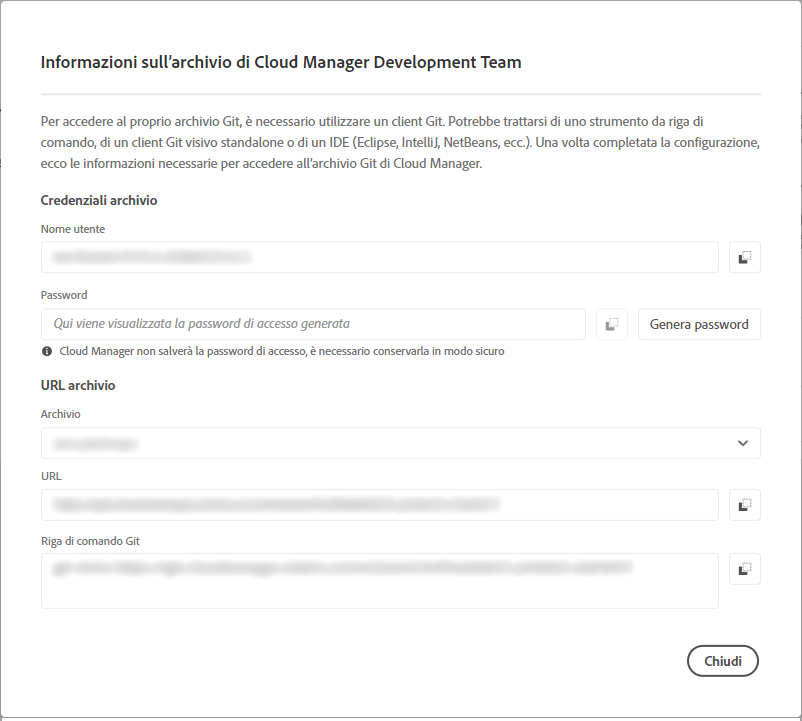 Informazioni sull'archivio di Cloud Manager Development Team
Per accedere al proprio archivio Git, è necessario utilizzare un client Git. Potrebbe trattarsi di uno strumento da riga di
comando, di un client Git visivo standalone o di un IDE (Eclipse, IntelliJ, NetBeans, ecc.). Una volta completata la configurazione,
ecco le informazioni necessarie per accedere all'archivio Git di Cloud Manager.
Credenziali archivio
Nome utente
Password
Qui viene visualizzata la password di accesso generata
Genera password
Cloud Manager non salverà la password di accesso, è necessario conservarla in modo sicuro
URL archivio
Archivio
URL
Riga di comando Git
Chiudi